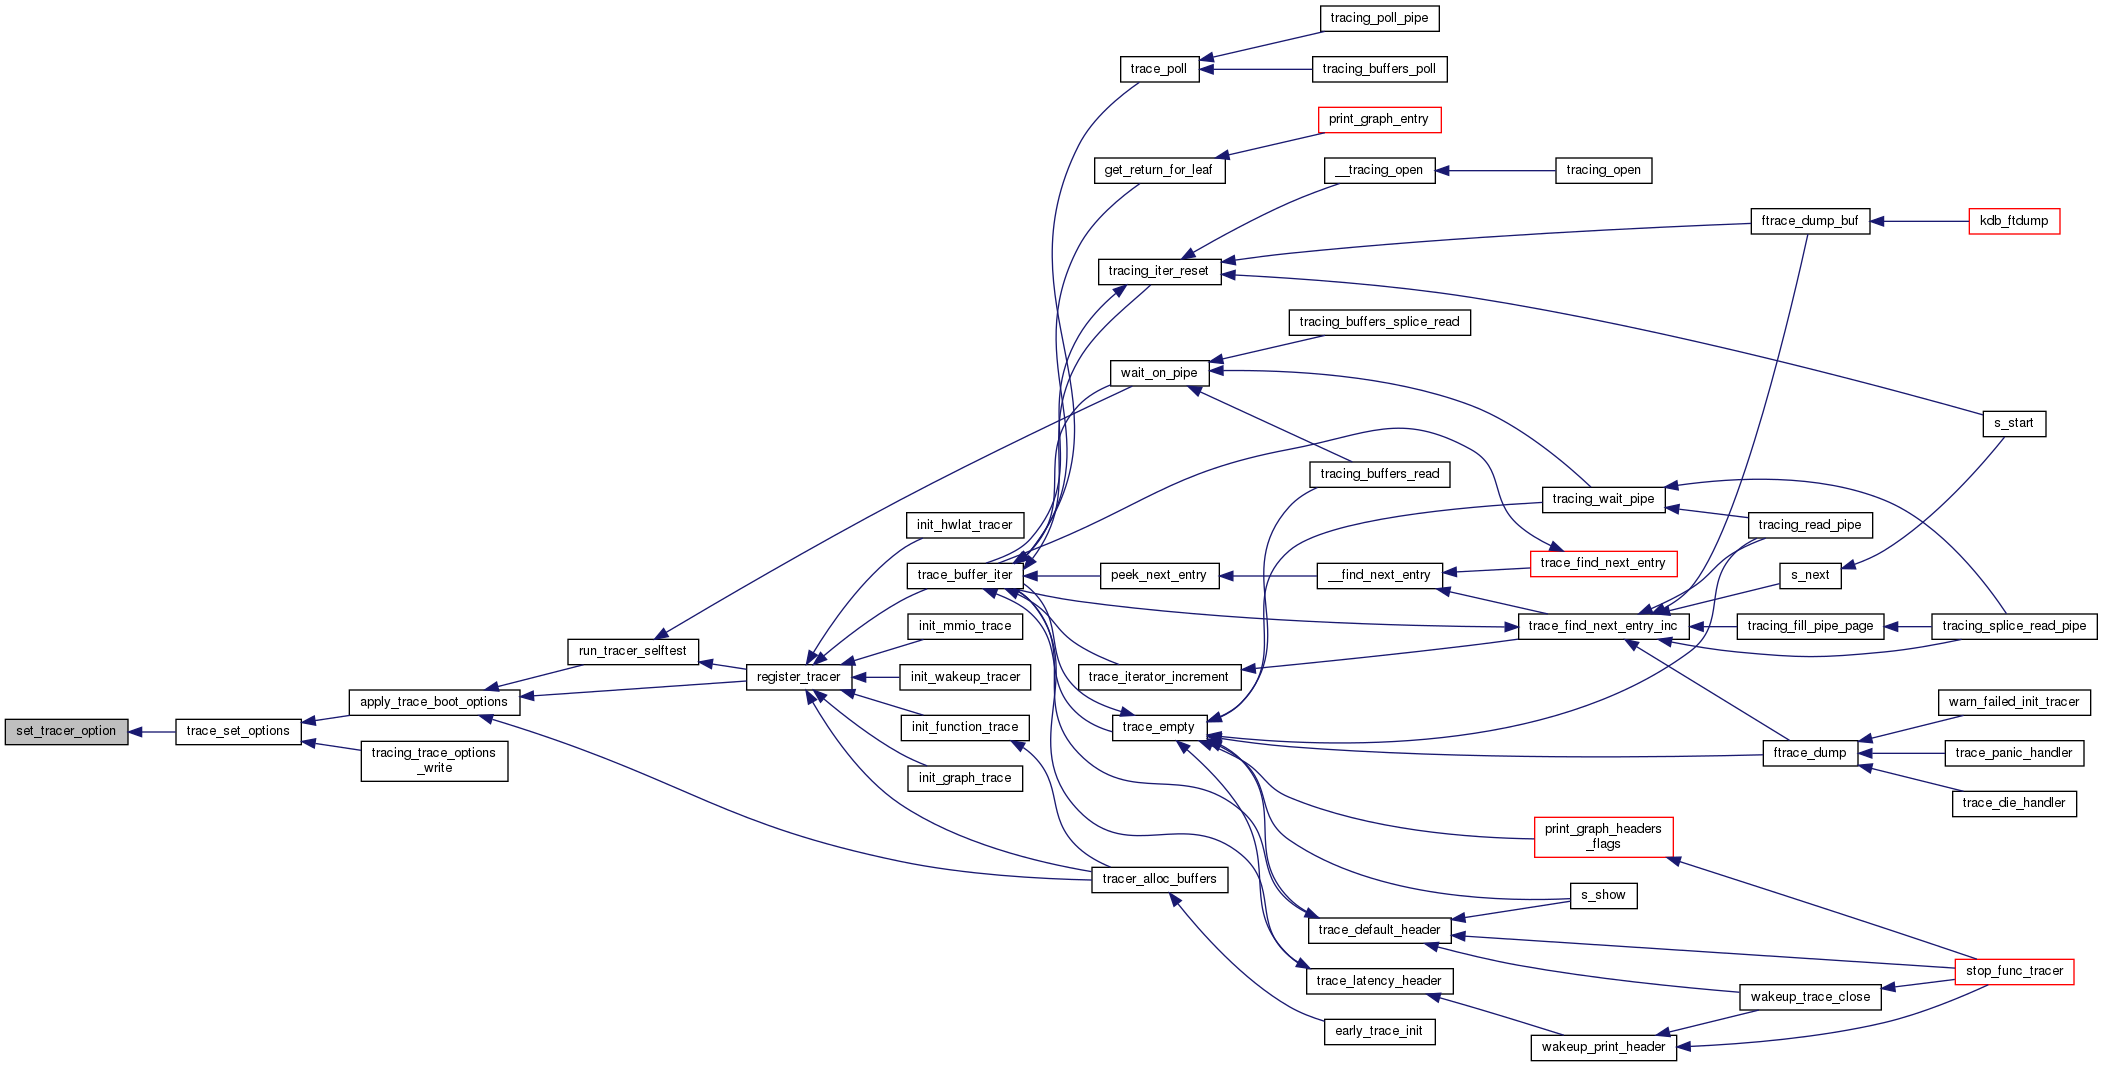 tracing_poll_pipe
trace_poll
tracing_buffers_poll
print_graph_entry
get_return_for_leaf
__tracing_open
tracing_open
ftrace_dump_buf
kdb_ftdump
tracing_iter_reset
tracing_buffers_splice_read
wait_on_pipe
s_start
tracing_buffers_read
tracing_wait_pipe
init_hwlat_tracer
tracing_read_pipe
trace_find_next_entry
trace_buffer_iter
peek_next_entry
__find_next_entry
s_next
init_mmio_trace
trace_find_next_entry_inc
tracing_fill_pipe_page
tracing_splice_read_pipe
run_tracer_selftest
register_tracer
init_wakeup_tracer
trace_iterator_increment
apply_trace_boot_options
warn_failed_init_tracer
set_tracer_option
trace_set_options
init_function_trace
trace_empty
tracing_trace_options
_write
ftrace_dump
trace_panic_handler
init_graph_trace
trace_die_handler
print_graph_headers
_flags
tracer_alloc_buffers
s_show
trace_default_header
stop_func_tracer
trace_latency_header
wakeup_trace_close
early_trace_init
wakeup_print_header